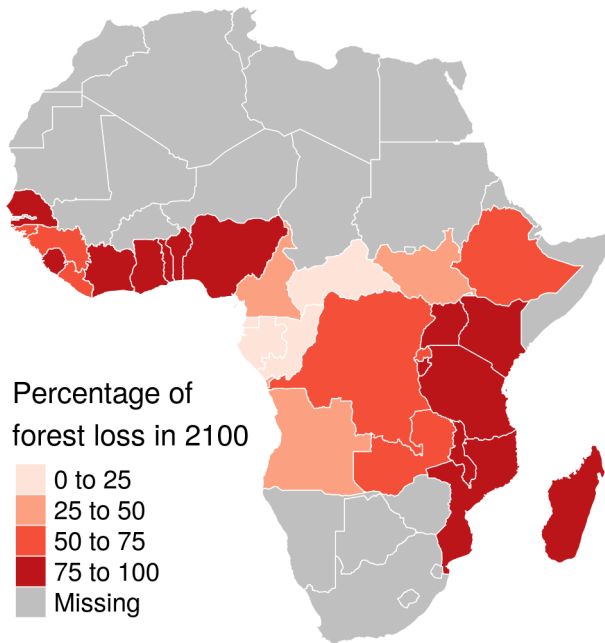 Percentage of
forest loss in 2100
0 to 25
25 to 50
50 to 75
75 to 100
Missing